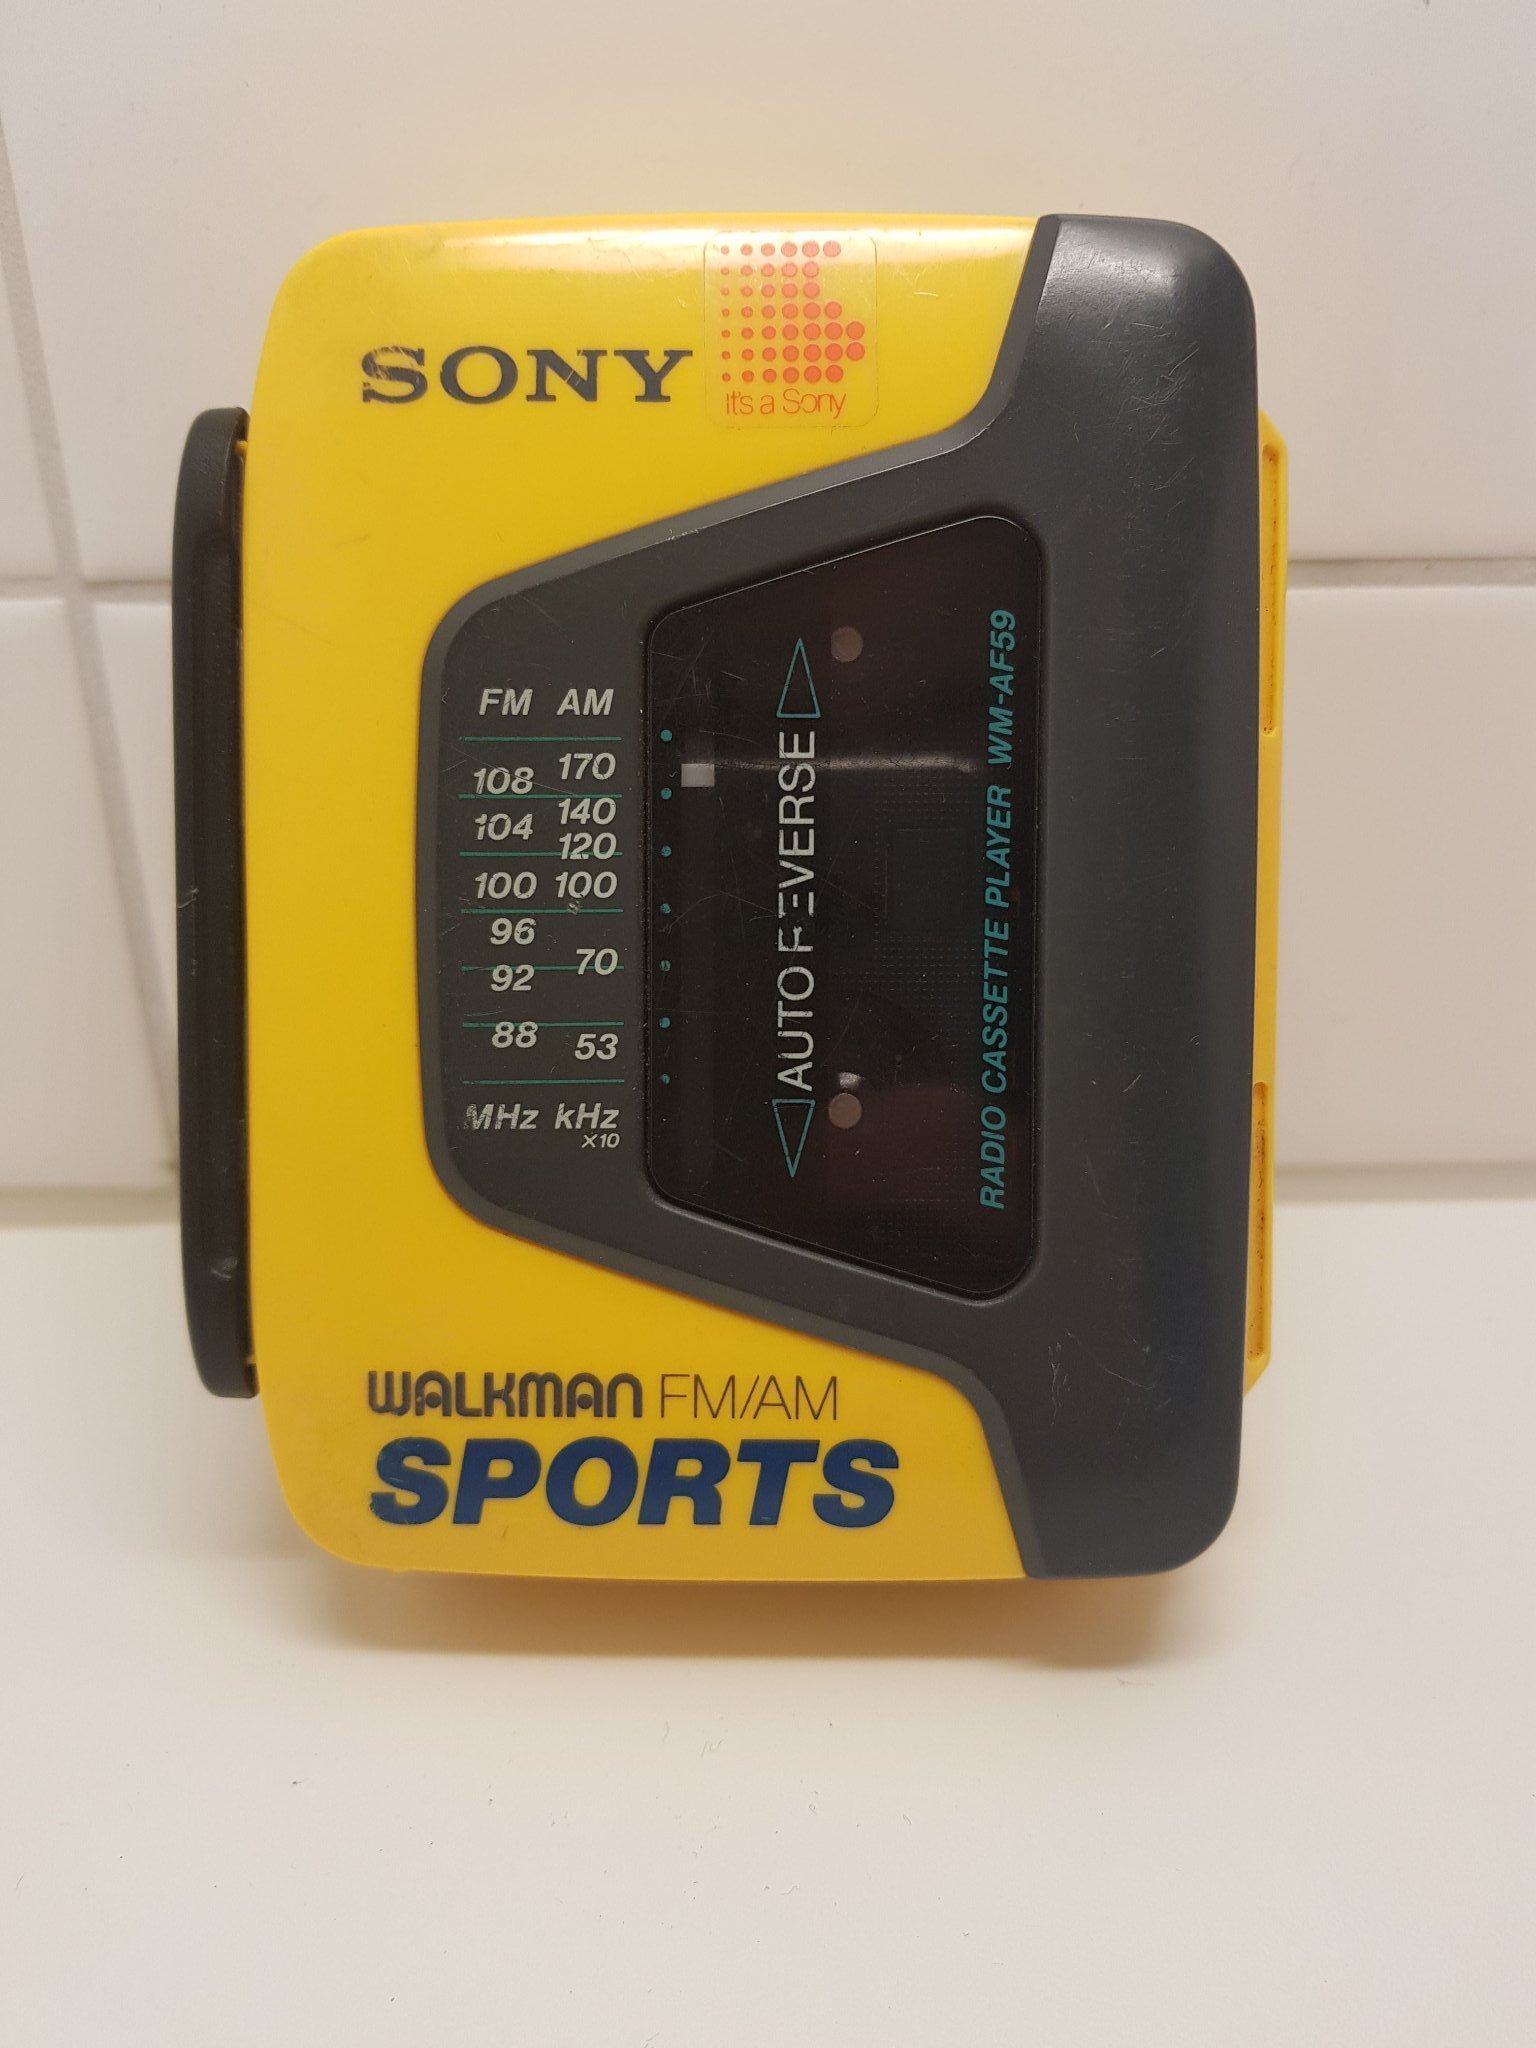 SONY
It's a Sony
FM AM
108 170
104 140
120
100 100
96
92 70
88 53
MHz kHz
x10
AUTO REVERSE
RADIO CASSETTE PLAYER WM-AF59
WALKMAN FM/AM
SPORTS